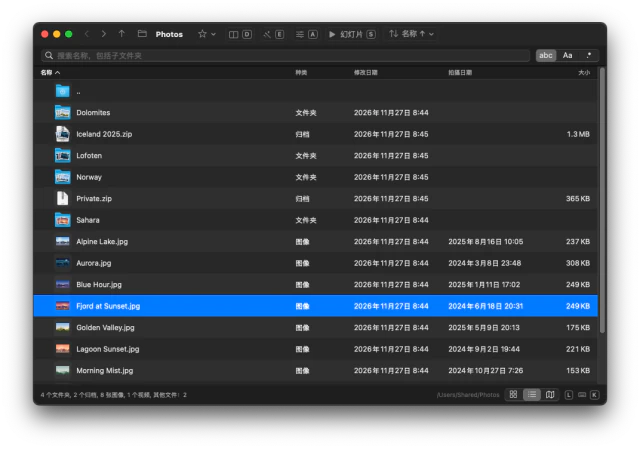 Photos D E A 幻灯片 S 名称
搜索名称，包括子文件夹 abc Aa .*
名称 种类 修改日期 拍摄日期 大小
..
Dolomites 文件夹 2026年11月27日 8:44
Iceland 2025.zip 归档 2026年11月27日 8:45 1.3 MB
Lofoten 文件夹 2026年11月27日 8:45
Norway 文件夹 2026年11月27日 8:45
Private.zip 归档 2026年11月27日 8:45 365 KB
Sahara 文件夹 2026年11月27日 8:44
Alpine Lake.jpg 图像 2026年11月27日 8:44 2025年8月16日 10:05 237 KB
Aurora.jpg 图像 2026年11月27日 8:44 2024年3月8日 23:48 308 KB
Blue Hour.jpg 图像 2026年11月27日 8:44 2025年1月11日 17:02 249 KB
Fjord at Sunset.jpg 图像 2026年11月27日 8:44 2024年6月18日 20:31 249 KB
Golden Valley.jpg 图像 2026年11月27日 8:44 2025年5月9日 20:13 175 KB
Lagoon Sunset.jpg 图像 2026年11月27日 8:44 2024年9月2日 19:44 221 KB
Morning Mist.jpg 图像 2026年11月27日 8:44 2024年10月27日 7:26 153 KB
4 个文件夹, 2 个归档, 8 张图像, 1 个视频, 其他文件：2 /Users/Shared/Photos L K